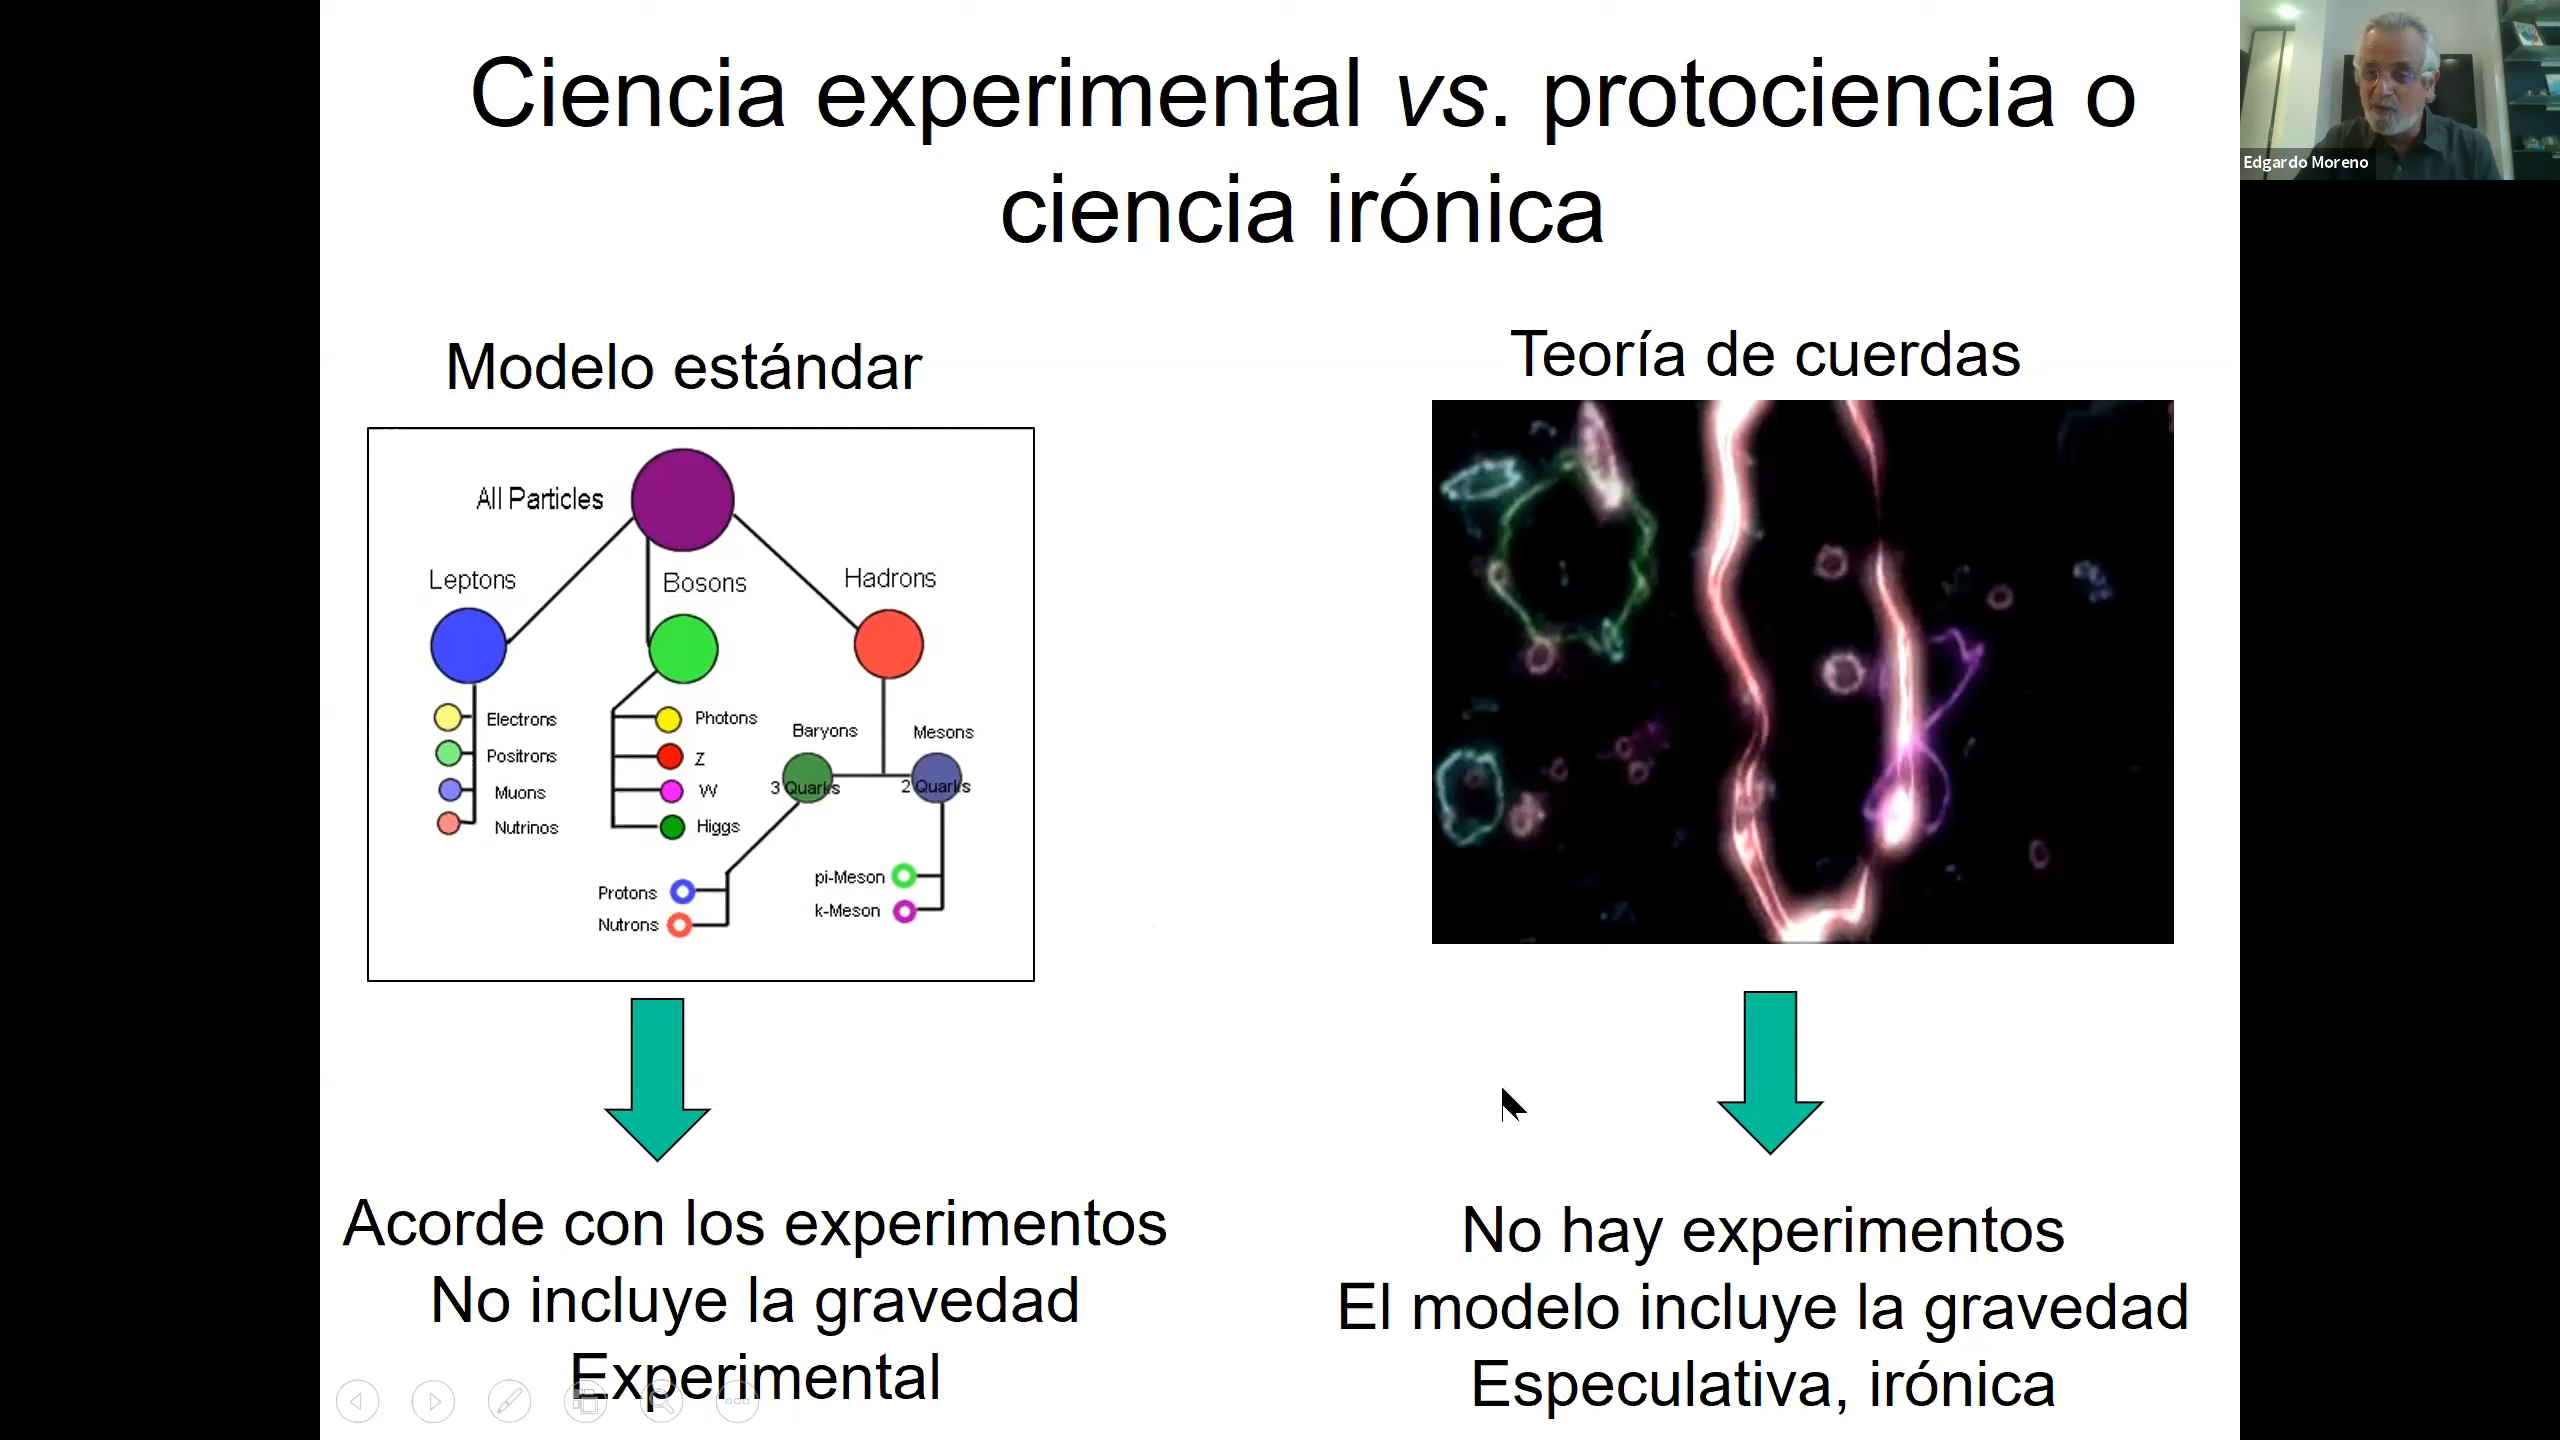 Ciencia experimental vs. protociencia o
ciencia irónica
Edgardo Moreno
Modelo estándar
All Particles
Leptons
Bosons
Hadrons
Electrons
Positrons
Muons
Nutrinos
Photons
Z
W
Higgs
Baryons
3 Quarks
Mesons
2 Quarks
Protons
Nutrons
pi-Meson
k-Meson
Acorde con los experimentos
No incluye la gravedad
Experimental
Teoría de cuerdas
No hay experimentos
El modelo incluye la gravedad
Especulativa, irónica